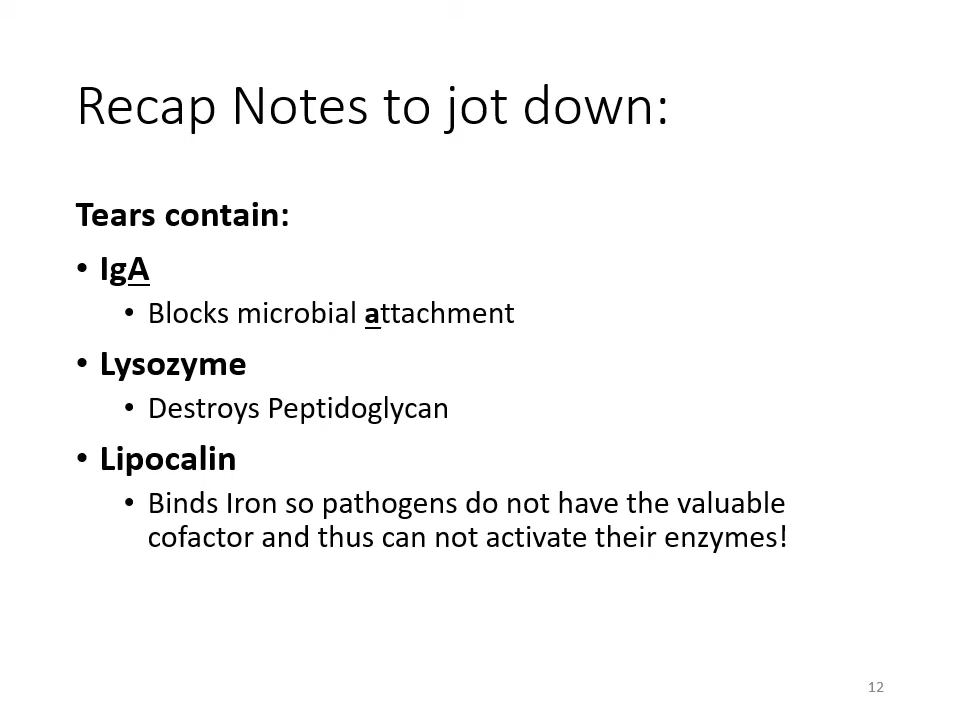 Recap Notes to jot down:
Tears contain:
• IgA
• Blocks microbial attachment
• Lysozyme
• Destroys Peptidoglycan
• Lipocalin
• Binds Iron so pathogens do not have the valuable
cofactor and thus can not activate their enzymes!
12